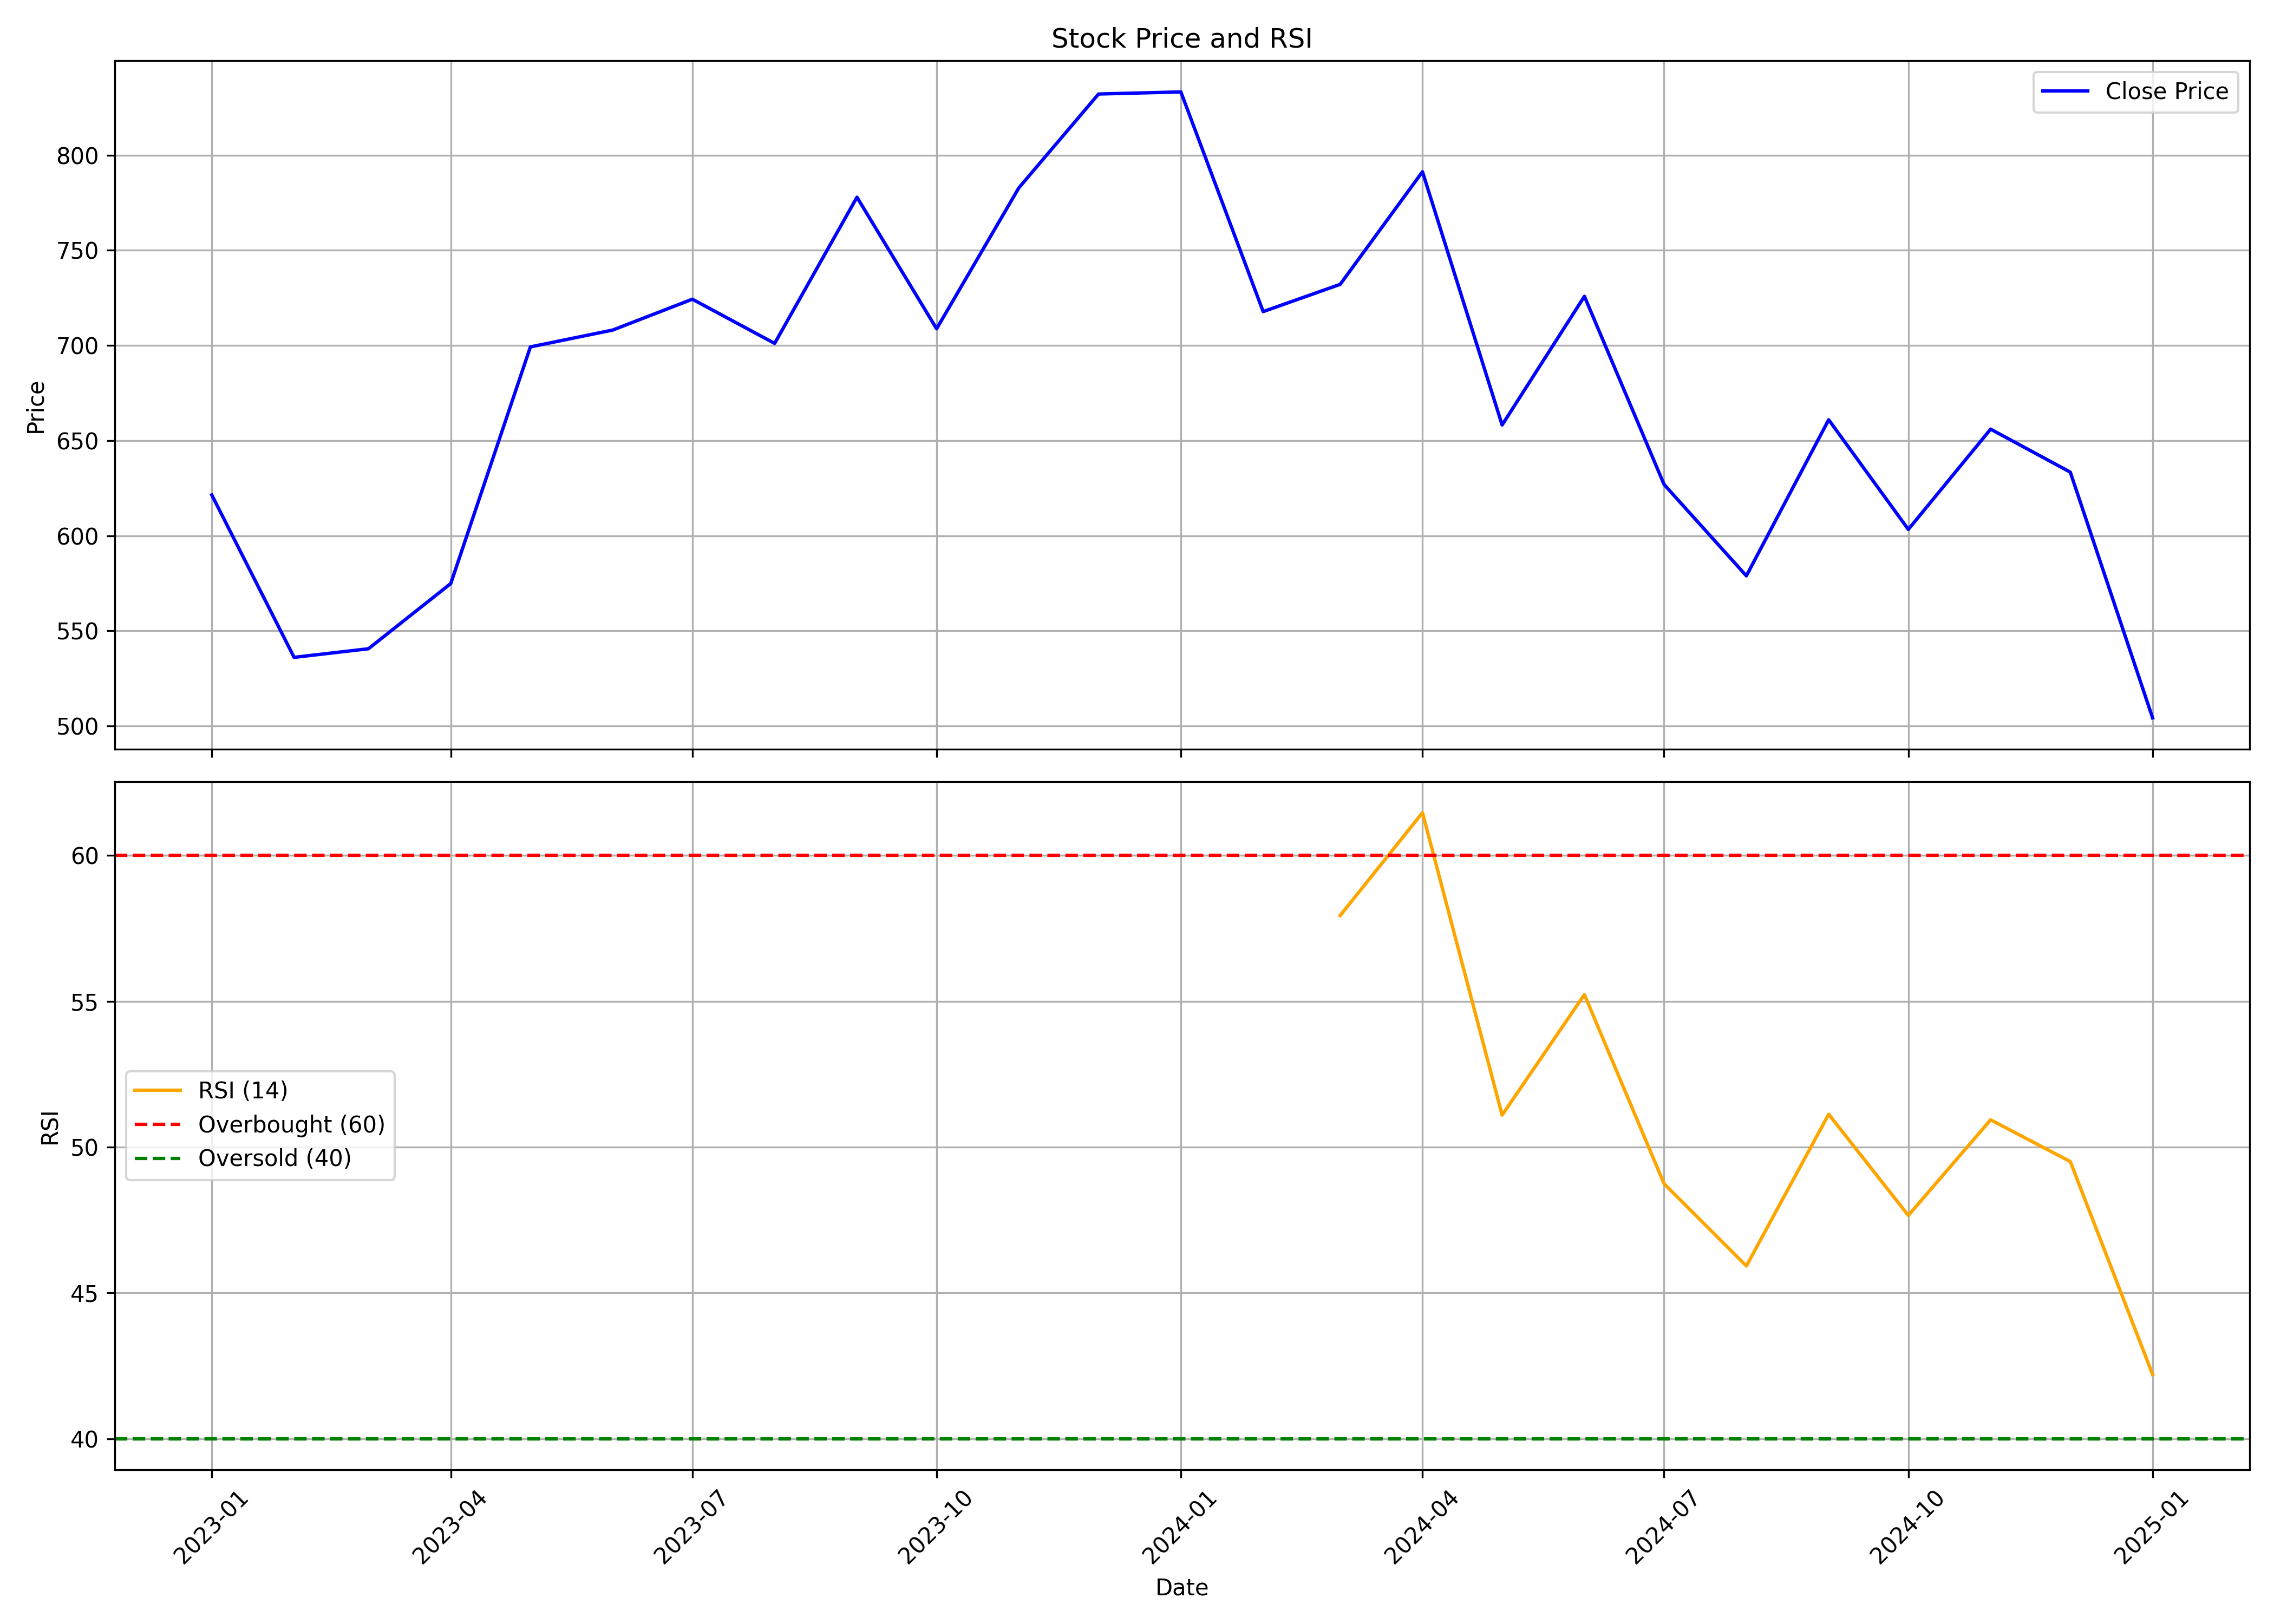 Stock Price and RSI
Close Price
Price
800
750
700
650
600
550
500
RSI
60
55
50
45
40
RSI (14)
Overbought (60)
Oversold (40)
2023-01
2023-04
2023-07
2023-10
2024-01
2024-04
2024-07
2024-10
2025-01
Date